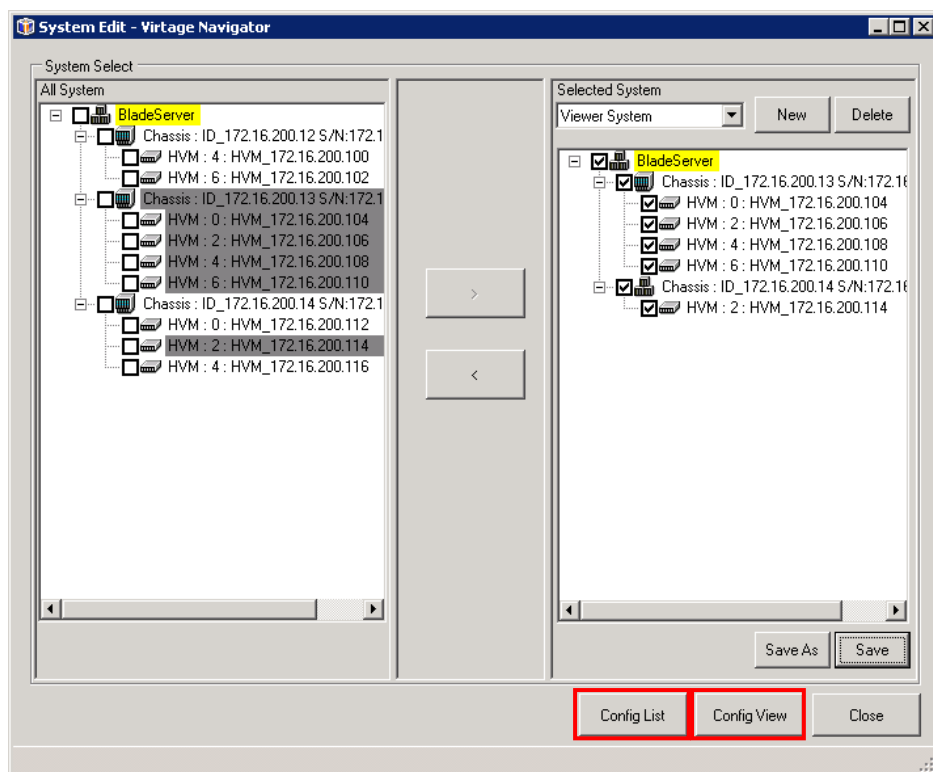 System Edit - Virtage Navigator
System Select
All System
BladeServer
Chassis : ID_172.16.200.12 S/N:172.1
HVM : 4 : HVM_172.16.200.100
HVM : 6 : HVM_172.16.200.102
Chassis : ID_172.16.200.13 S/N:172.1
HVM : 0 : HVM_172.16.200.104
HVM : 2 : HVM_172.16.200.106
HVM : 4 : HVM_172.16.200.108
HVM : 6 : HVM_172.16.200.110
Chassis : ID_172.16.200.14 S/N:172.1
HVM : 0 : HVM_172.16.200.112
HVM : 2 : HVM_172.16.200.114
HVM : 4 : HVM_172.16.200.116
>
<
Selected System
Viewer System
New
Delete
BladeServer
Chassis : ID_172.16.200.13 S/N:172.16
HVM : 0 : HVM_172.16.200.104
HVM : 2 : HVM_172.16.200.106
HVM : 4 : HVM_172.16.200.108
HVM : 6 : HVM_172.16.200.110
Chassis : ID_172.16.200.14 S/N:172.16
HVM : 2 : HVM_172.16.200.114
Save As
Save
Config List
Config View
Close